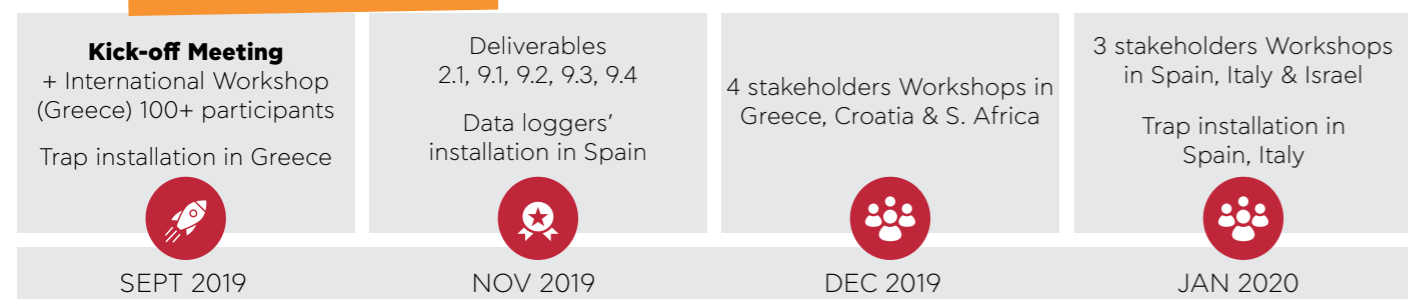 Kick-off Meeting
+ International Workshop
(Greece) 100+ participants
Trap installation in Greece
SEPT 2019
Deliverables
2.1, 9.1, 9.2, 9.3, 9.4
Data loggers'
installation in Spain
NOV 2019
4 stakeholders Workshops in
Greece, Croatia & S. Africa
DEC 2019
3 stakeholders Workshops
in Spain, Italy & Israel
Trap installation in
Spain, Italy
JAN 2020